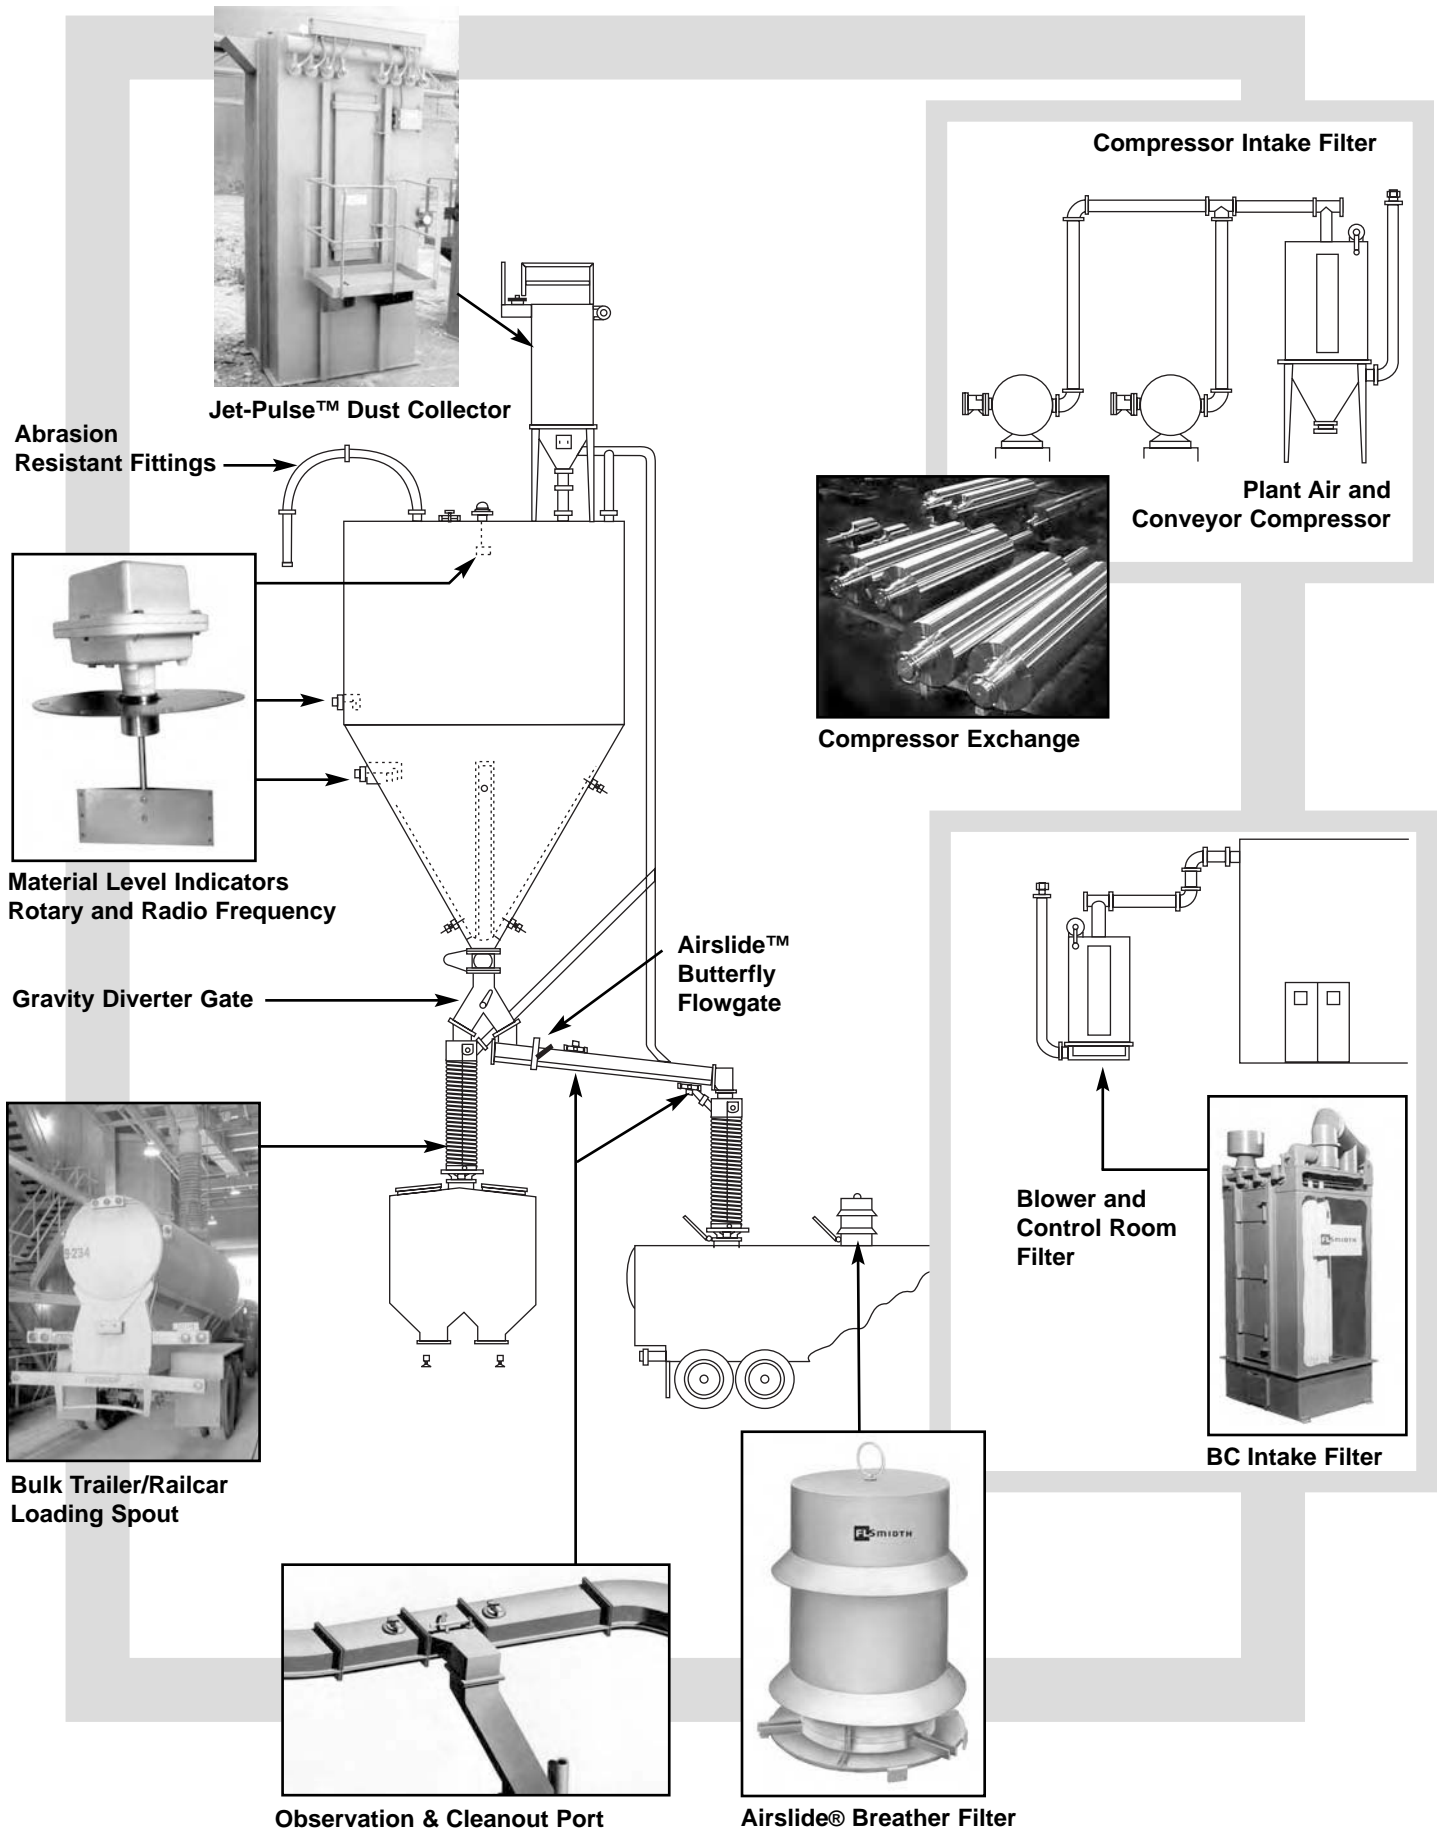 Compressor Intake Filter
Jet-Pulse™ Dust Collector
Abrasion
Resistant Fittings
Plant Air and
Conveyor Compressor
Compressor Exchange
Material Level Indicators
Rotary and Radio Frequency
Airslide™
Butterfly
Flowgate
Gravity Diverter Gate
5234
Blower and
Control Room
Filter
FLSMIDTH
BC Intake Filter
Bulk Trailer/Railcar
Loading Spout
FLSMIDTH
Observation & Cleanout Port
Airslide® Breather Filter